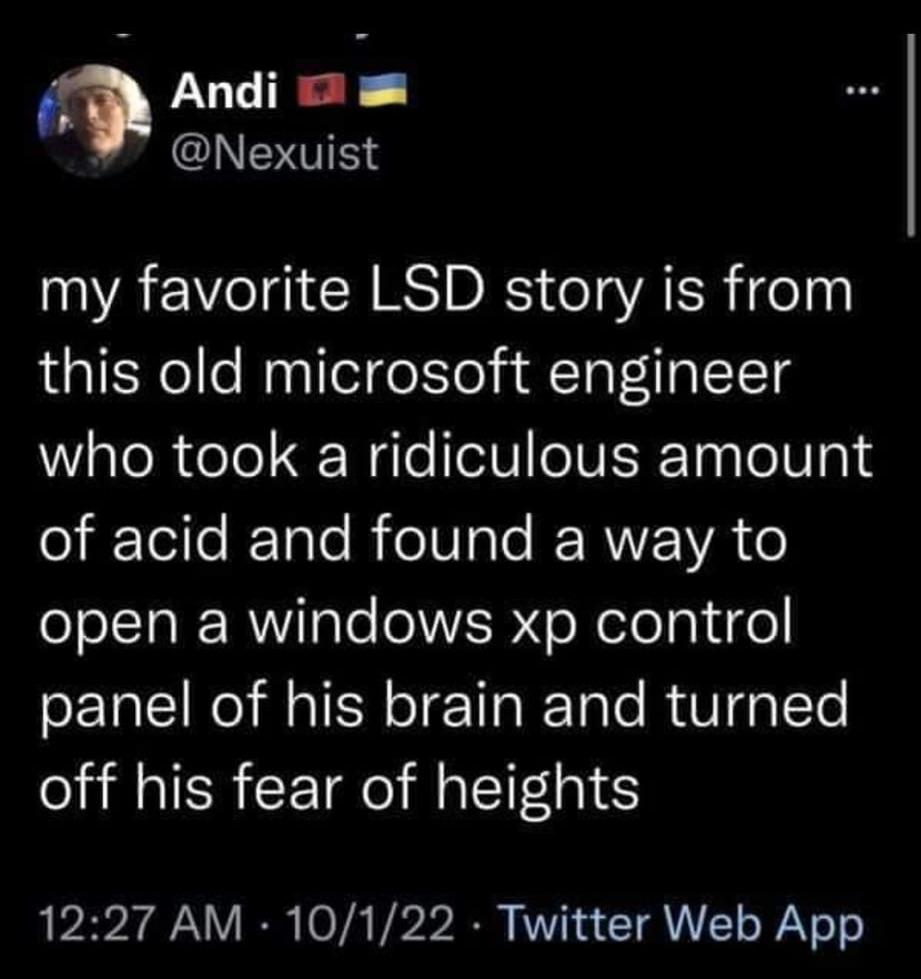 Andi 🇦🇱 🇺🇦
@Nexuist
my favorite LSD story is from
this old microsoft engineer
who took a ridiculous amount
of acid and found a way to
open a windows xp control
panel of his brain and turned
off his fear of heights
12:27 AM · 10/1/22 · Twitter Web App